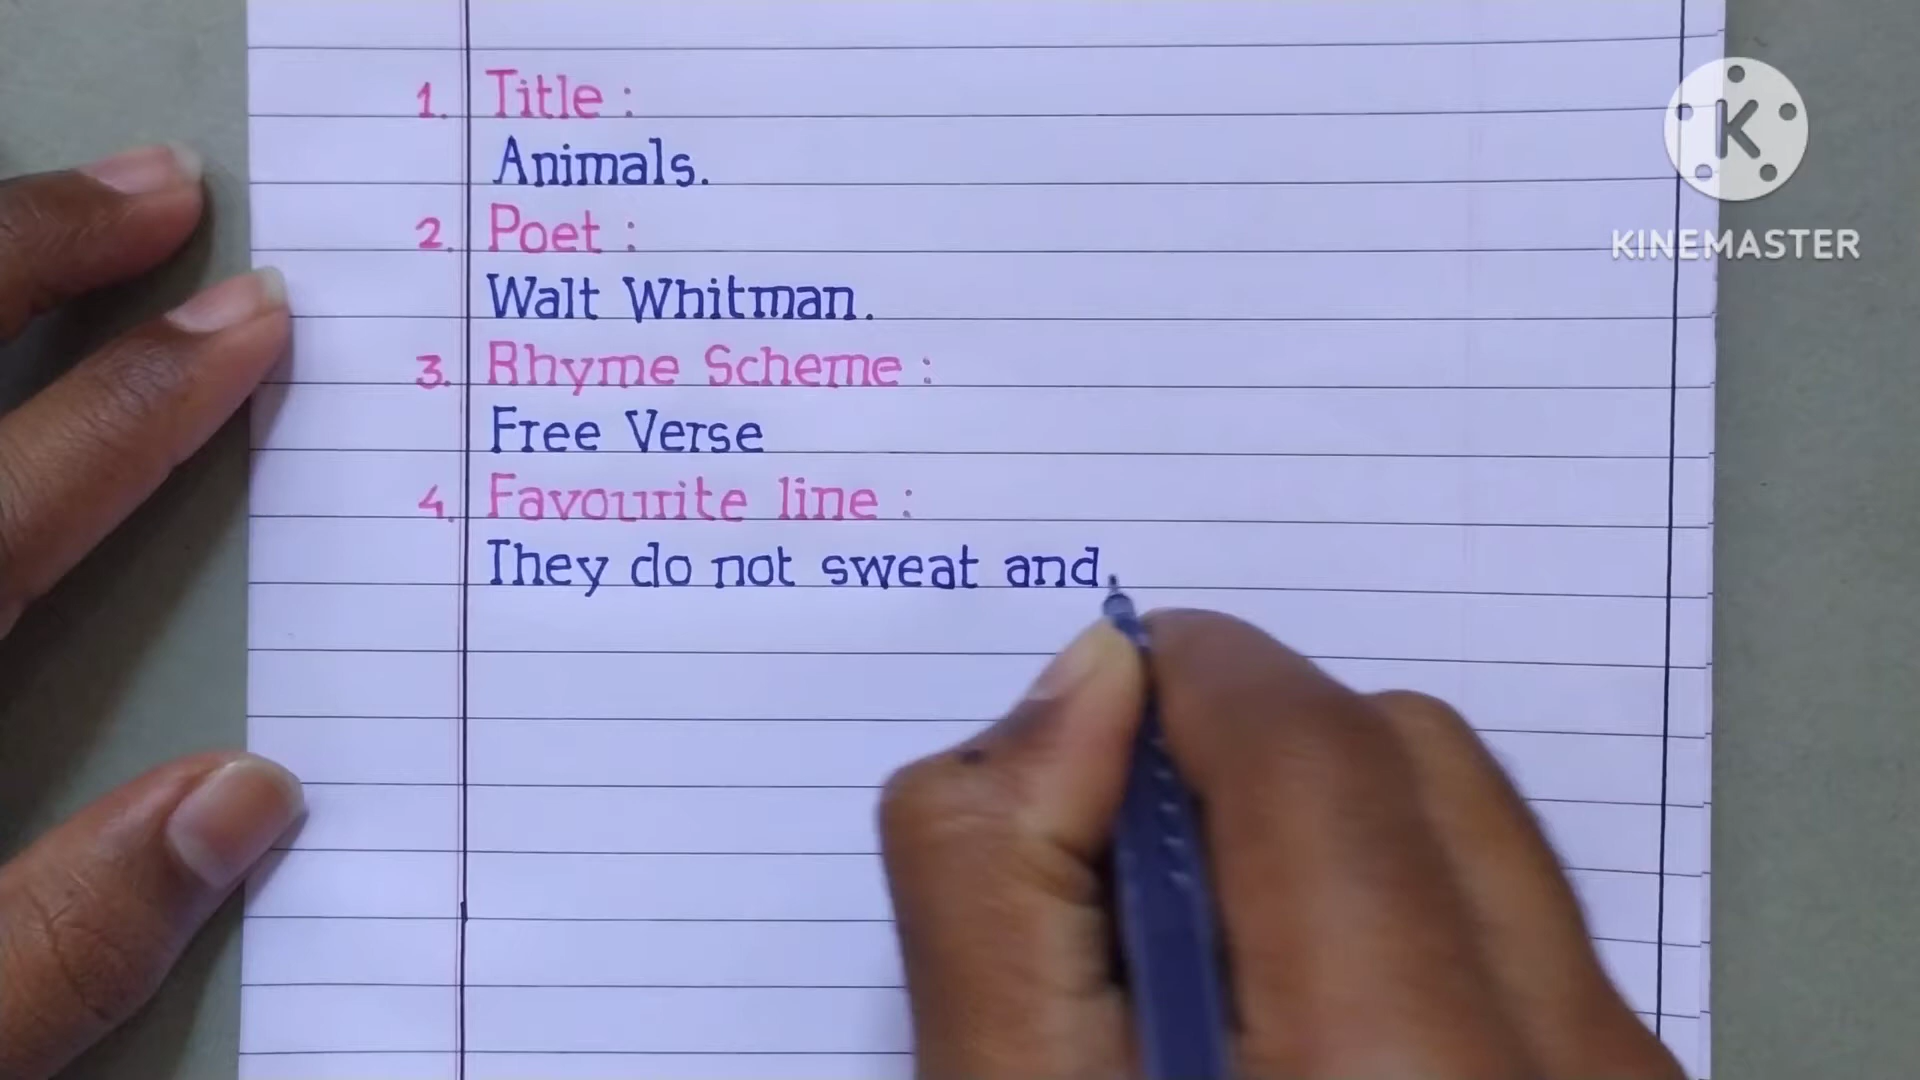 1. Title :
Animals.
2. Poet :
Walt Whitman.
3. Rhyme Scheme :
Free Verse
4. Favourite line :
They do not sweat and
K
KINEMASTER